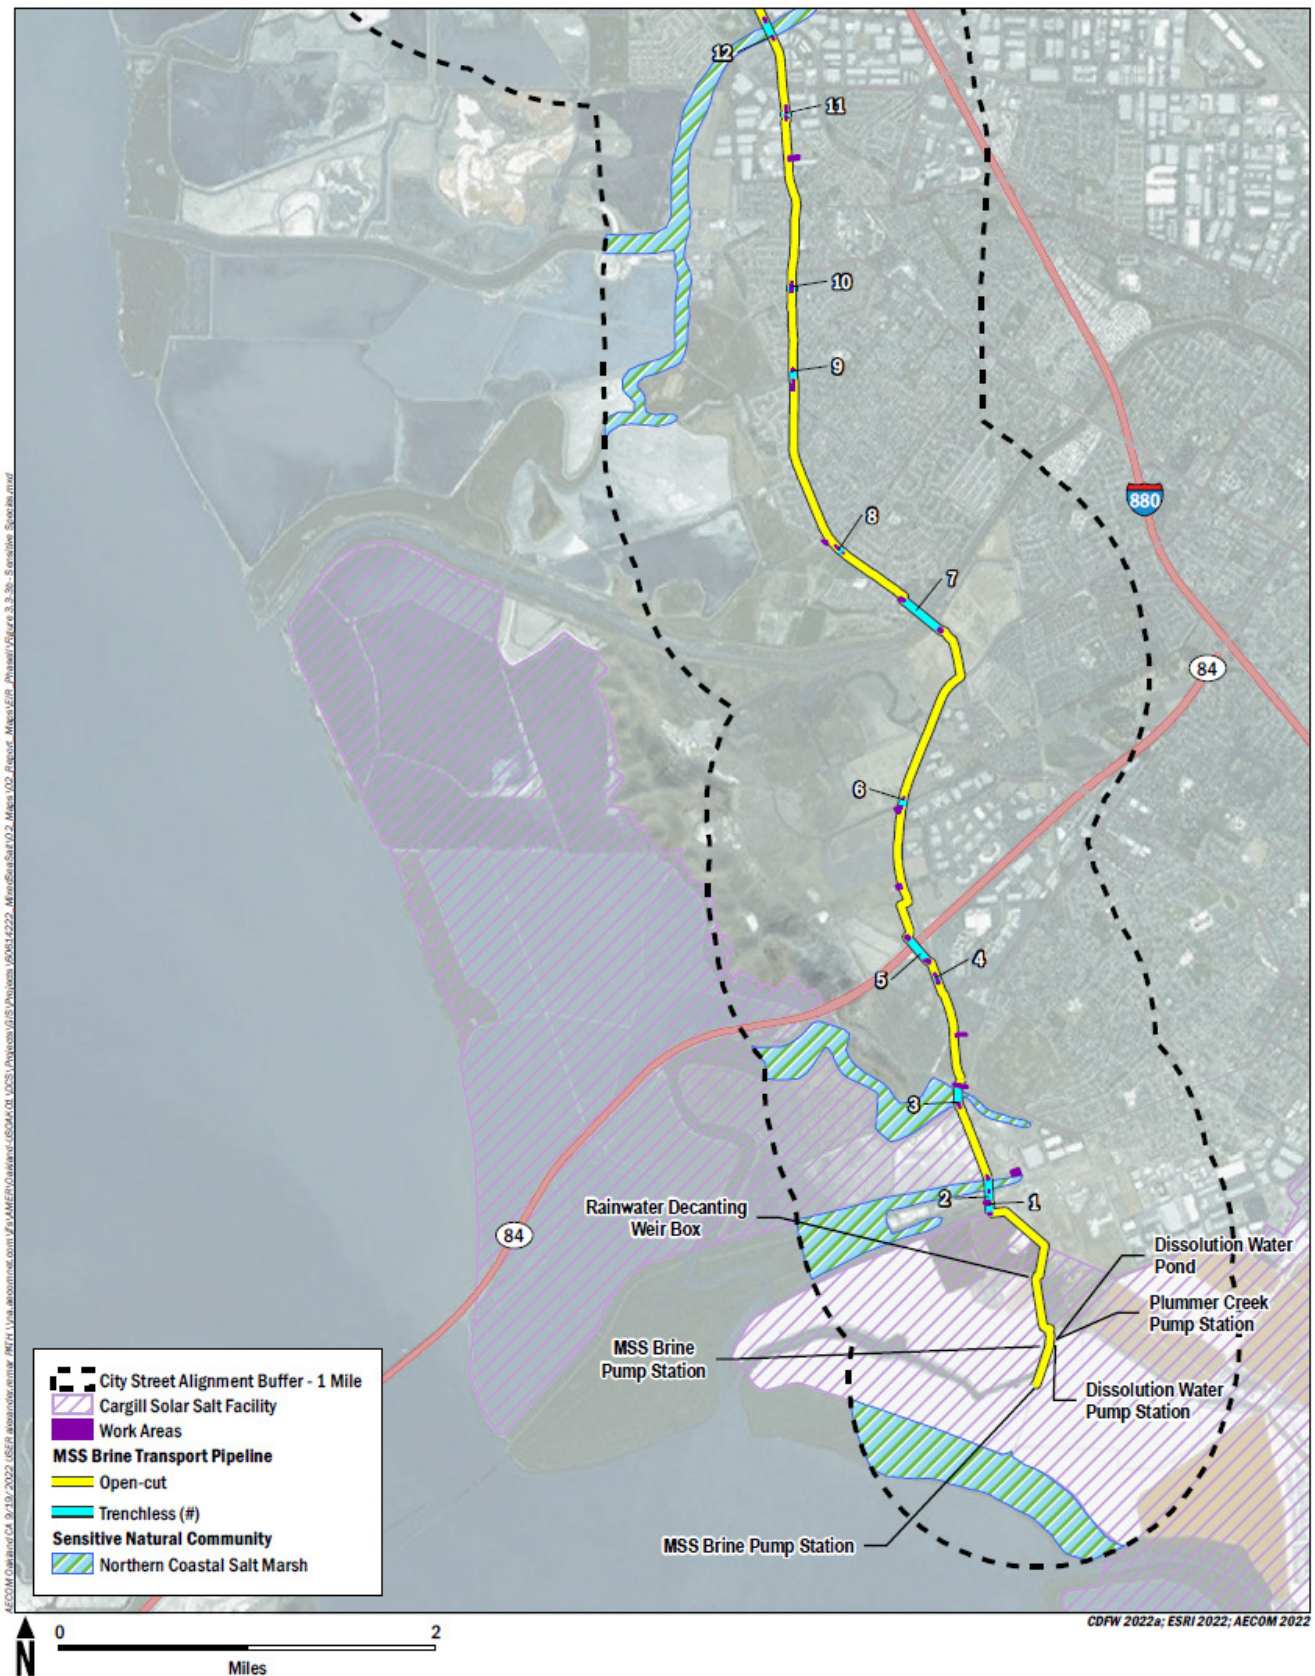 12
11
10
9
8
880
7
84
6
4
5
3
2
1
Rainwater Decanting
Weir Box
84
Dissolution Water
Pond
Plummer Creek
Pump Station
MSS Brine
Pump Station
Dissolution Water
Pump Station
City Street Alignment Buffer - 1 Mile
Cargill Solar Salt Facility
Work Areas
MSS Brine Transport Pipeline
Open-cut
Trenchless (#)
Sensitive Natural Community
Northern Coastal Salt Marsh
MSS Brine Pump Station
CDFW 2022a; ESRI 2022; AECOM 2022
N
0
2
Miles